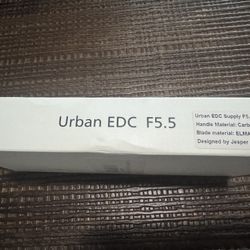 Urban EDC F5.5
Urban EDC Supply F5.
Handle Material: Carb
Blade material: ELMA
Designed by Jesper